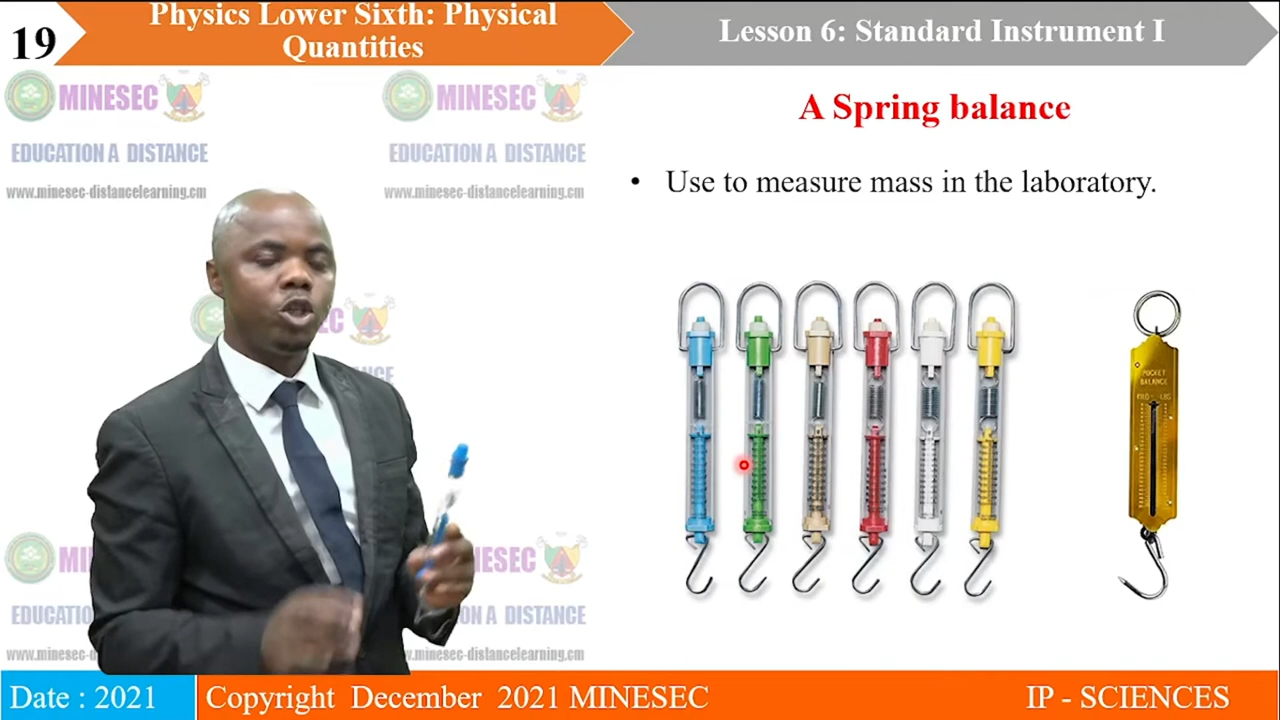 19
Physics Lower Sixth: Physical
Quantities
Lesson 6: Standard Instrument I
MINESEC
MINESEC
EDUCATION A DISTANCE
EDUCATION A DISTANCE
www.minesec-distancelearning.cm
www.minesec-distancelearning.cm
A Spring balance
• Use to measure mass in the laboratory.
POCKET
BALANCE
Date : 2021
Copyright December 2021 MINESEC
IP - SCIENCES